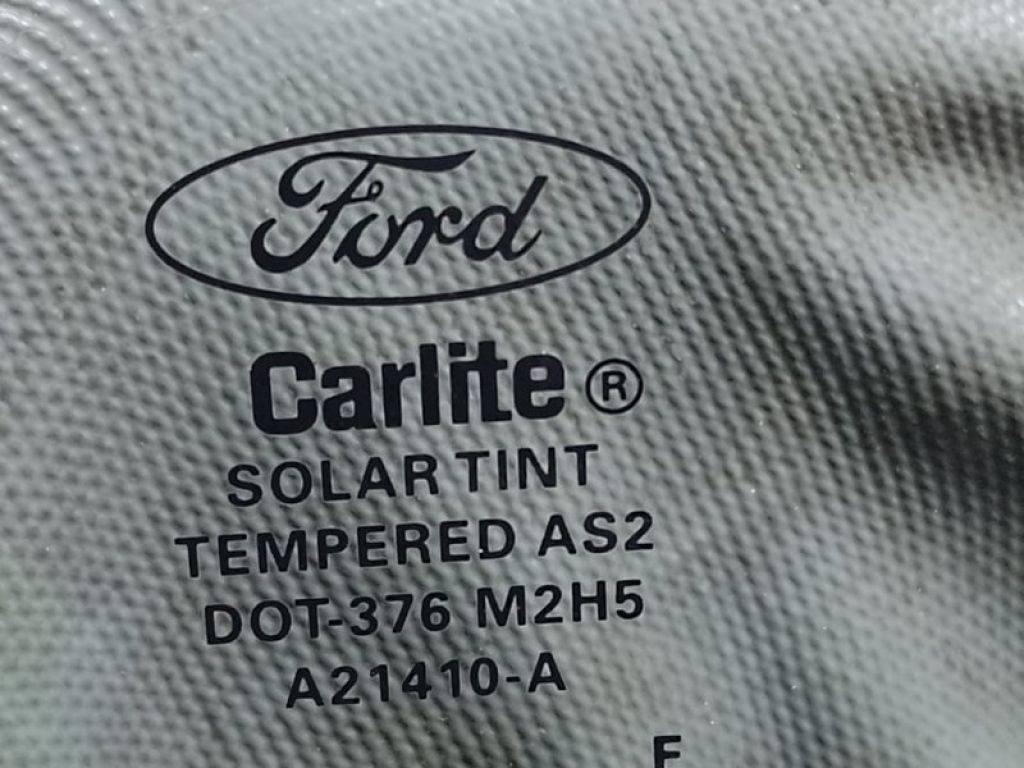 Ford
Carlite ®
SOLAR TINT
TEMPERED AS2
DOT-376 M2H5
A21410-A